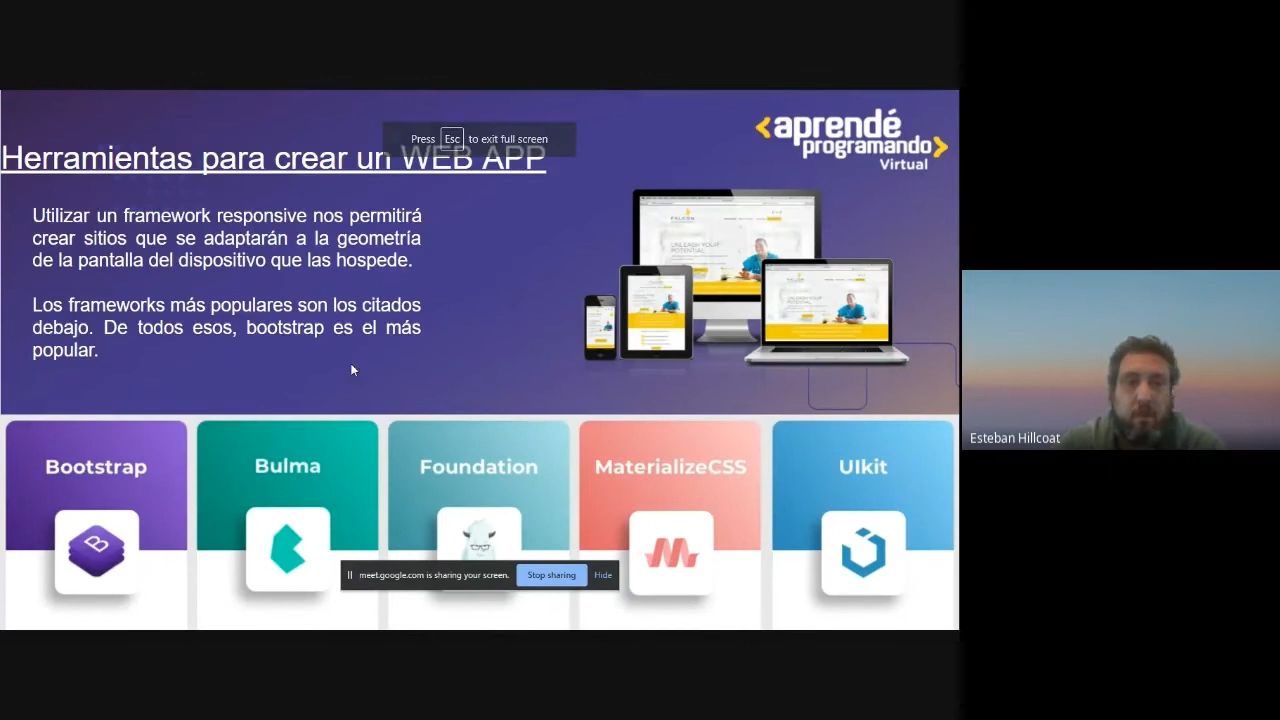 Press Esc to exit full screen
<aprendé
programando>
Virtual
Herramientas para crear un WEB APP
Utilizar un framework responsive nos permitirá
crear sitios que se adaptarán a la geometría
de la pantalla del dispositivo que las hospede.
Los frameworks más populares son los citados
debajo. De todos esos, bootstrap es el más
popular.
FALCON
UNLEASH YOUR
POTENTIAL
Esteban Hillcoat
Bootstrap
Bulma
Foundation
MaterializeCSS
UIkit
B
meet.google.com is sharing your screen.
Stop sharing
Hide